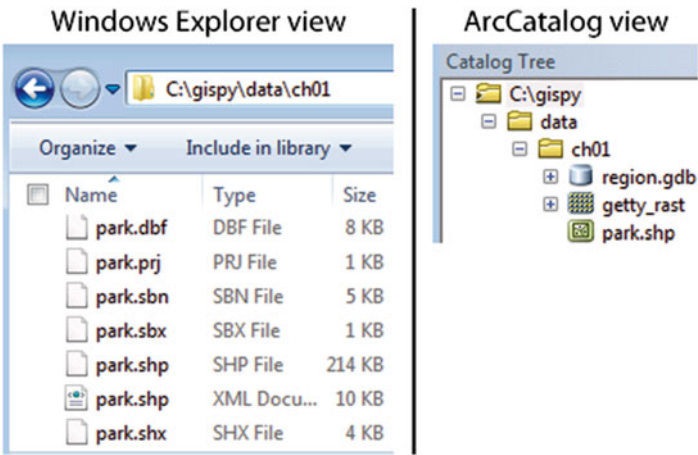 Windows Explorer view
C:\gispy\data\ch01
Organize
Include in library
Name Type Size
park.dbf DBF File 8 KB
park.prj PRJ File 1 KB
park.sbn SBN File 5 KB
park.sbx SBX File 1 KB
park.shp SHP File 214 KB
park.shp XML Docu... 10 KB
park.shx SHX File 4 KB
ArcCatalog view
Catalog Tree
C:\gispy
data
ch01
region.gdb
getty_rast
park.shp